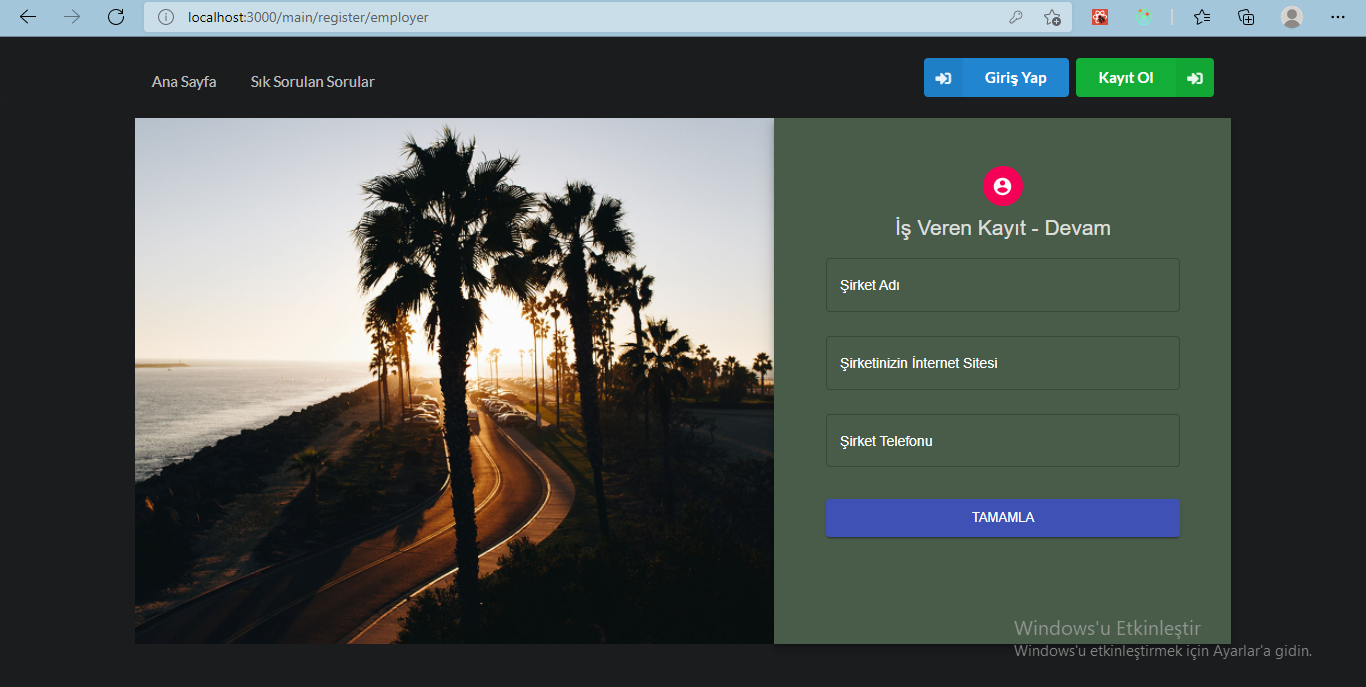 localhost:3000/main/register/employer
Ana Sayfa
Sık Sorulan Sorular
Giriş Yap
Kayıt Ol
İş Veren Kayıt - Devam
Şirket Adı
Şirketinizin İnternet Sitesi
Şirket Telefonu
TAMAMLA
Windows'u Etkinleştir
Windows'u etkinleştirmek için Ayarlar'a gidin.